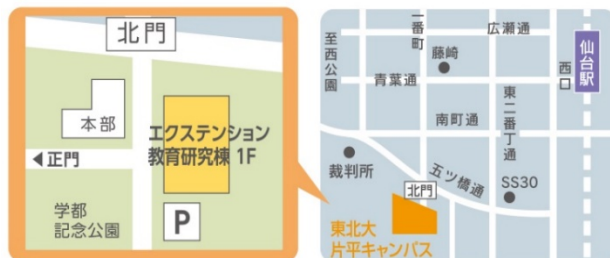 北門
本部
エクステンション
教育研究棟 1F
◀正門
学都
記念公園
P
至西公園
一番町
広瀬通
藤崎
青葉通
仙台駅
西口
東二番丁通
南町通
裁判所
五ツ橋通
北門
SS30
東北大
片平キャンパス